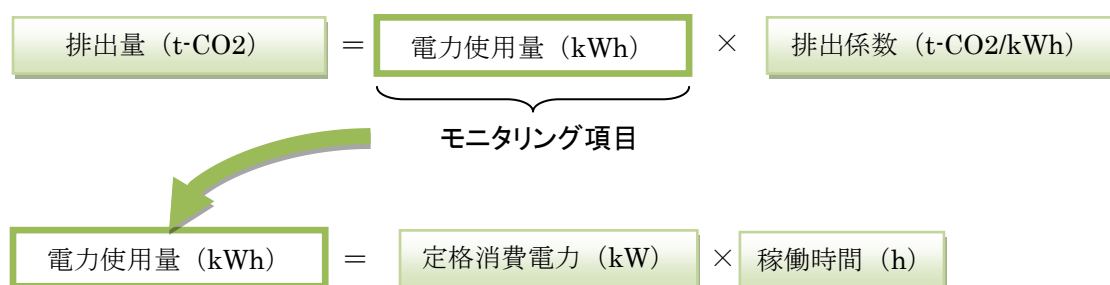 排出量（t-CO2） ＝ 電力使用量（kWh） × 排出係数（t-CO2/kWh）
モニタリング項目
電力使用量（kWh） ＝ 定格消費電力（kW） × 稼働時間（h）